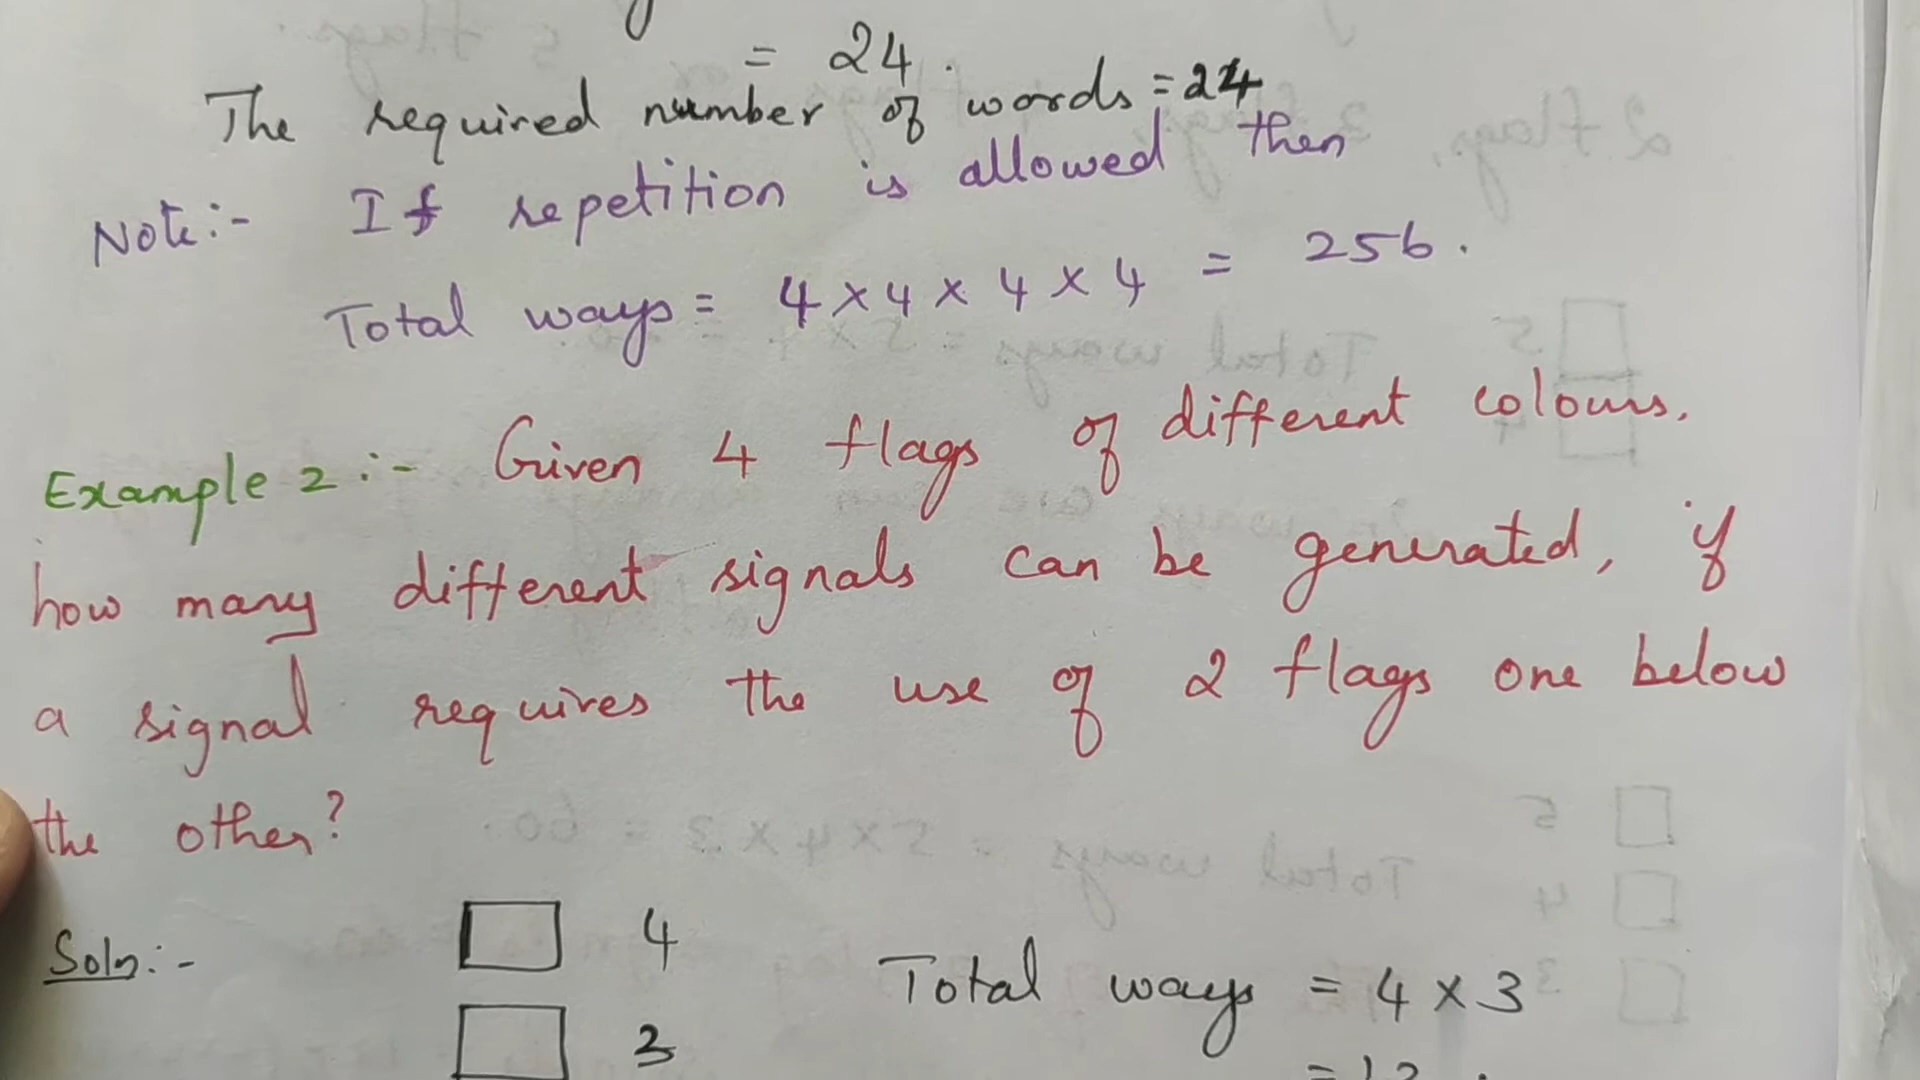 = 24.
The required number of words = 24
Note:- If repetition is allowed then
Total ways = 4 x 4 x 4 x 4 = 256.
Example 2:- Given 4 flags of different colours,
how many different signals can be generated, if
a signal requires the use of 2 flags one below
the other?
Soln:- 4 Total ways = 4 x 3
3 = 12.